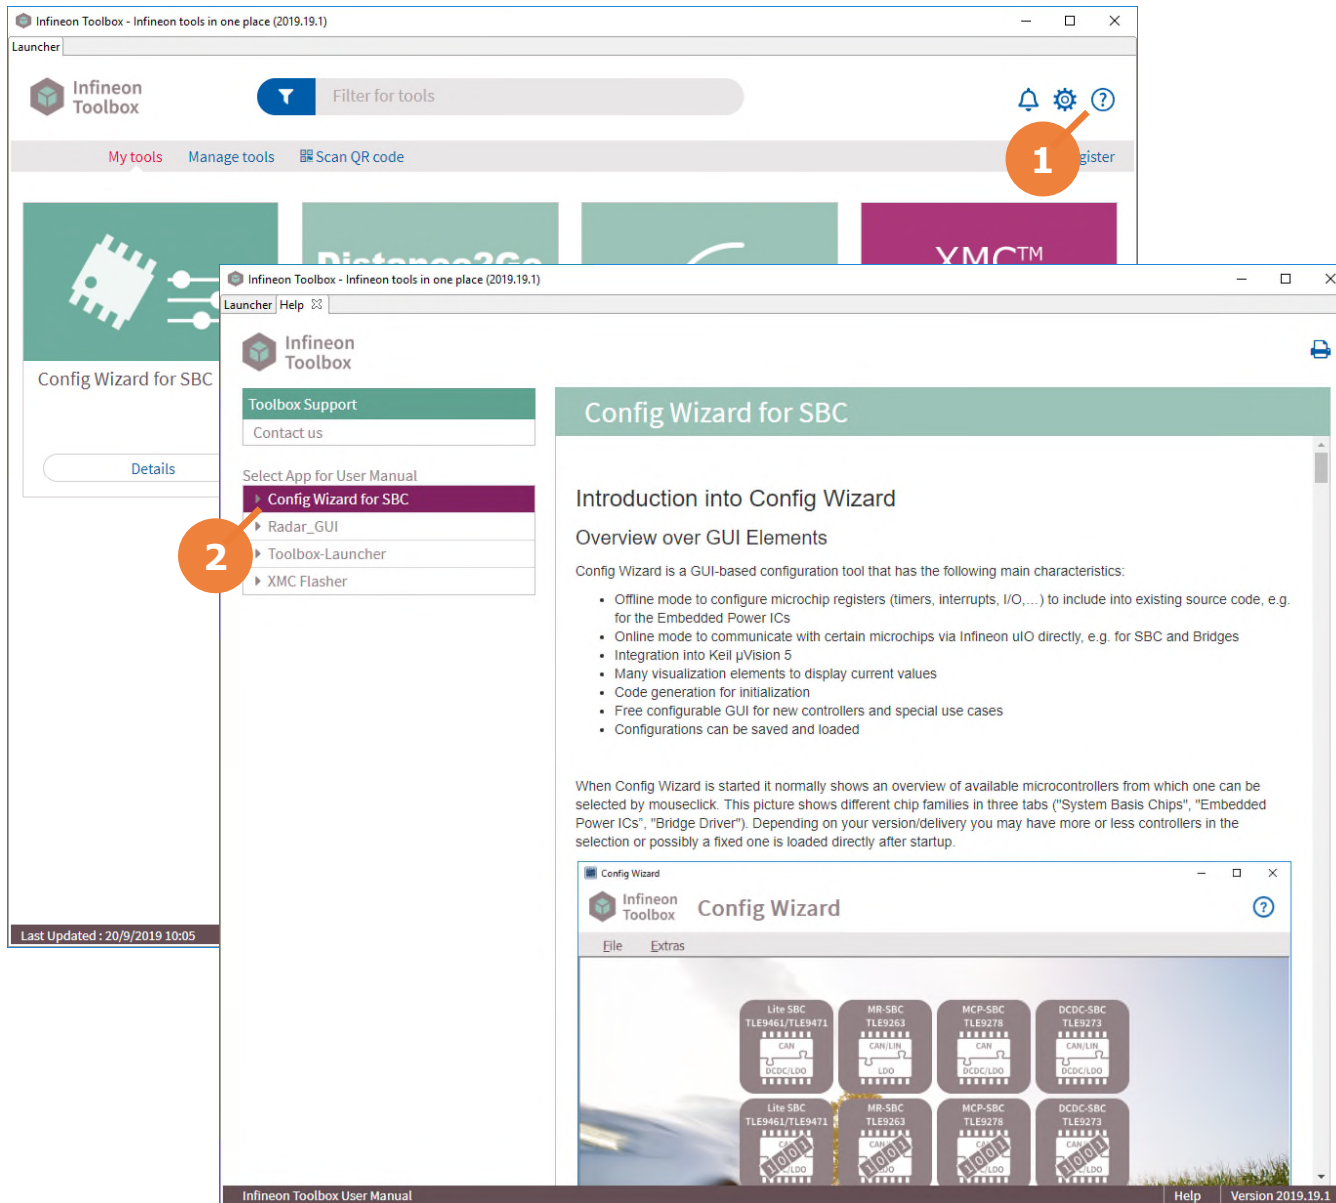 Infineon Toolbox - Infineon tools in one place (2019.19.1)
Launcher
Infineon
Toolbox
Filter for tools
My tools Manage tools Scan QR code
1
Config Wizard for SBC
Details
Last Updated : 20/9/2019 10:05
Infineon Toolbox - Infineon tools in one place (2019.19.1)
Launcher Help
Infineon
Toolbox
Toolbox Support
Contact us
Select App for User Manual
Config Wizard for SBC
Radar_GUI
2
Toolbox-Launcher
XMC Flasher
Config Wizard for SBC
Introduction into Config Wizard
Overview over GUI Elements
Config Wizard is a GUI-based configuration tool that has the following main characteristics:
• Offline mode to configure microchip registers (timers, interrupts, I/O,...) to include into existing source code, e.g.
for the Embedded Power ICs
• Online mode to communicate with certain microchips via Infineon uIO directly, e.g. for SBC and Bridges
• Integration into Keil µVision 5
• Many visualization elements to display current values
• Code generation for initialization
• Free configurable GUI for new controllers and special use cases
• Configurations can be saved and loaded
When Config Wizard is started it normally shows an overview of available microcontrollers from which one can be
selected by mouseclick. This picture shows different chip families in three tabs ("System Basis Chips", "Embedded
Power ICs", "Bridge Driver"). Depending on your version/delivery you may have more or less controllers in the
selection or possibly a fixed one is loaded directly after startup.
Config Wizard
Infineon
Toolbox
Config Wizard
File Extras
Lite SBC MR-SBC MCP-SBC DCDC-SBC
TLE9461/TLE9471 TLE9263 TLE9278 TLE9273
CAN CAN/LIN CAN CAN/LIN
DCDC/LDO LDO DCDC/LDO DCDC/LDO
Lite SBC MR-SBC MCP-SBC DCDC-SBC
TLE9461/TLE9471 TLE9263 TLE9278 TLE9273
1001 1001 1001 1001
Infineon Toolbox User Manual
Help Version 2019.19.1